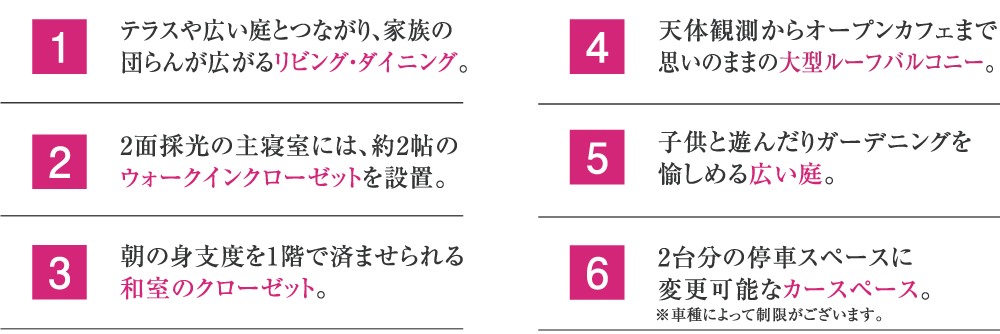 1
テラスや広い庭とつながり、家族の
団らんが広がるリビング・ダイニング。
2
2面採光の主寝室には、約2帖の
ウォークインクローゼットを設置。
3
朝の身支度を1階で済ませられる
和室のクローゼット。
4
天体観測からオープンカフェまで
思いのままの大型ルーフバルコニー。
5
子供と遊んだりガーデニングを
愉しめる広い庭。
6
2台分の停車スペースに
変更可能なカースペース。
※車種によって制限がございます。